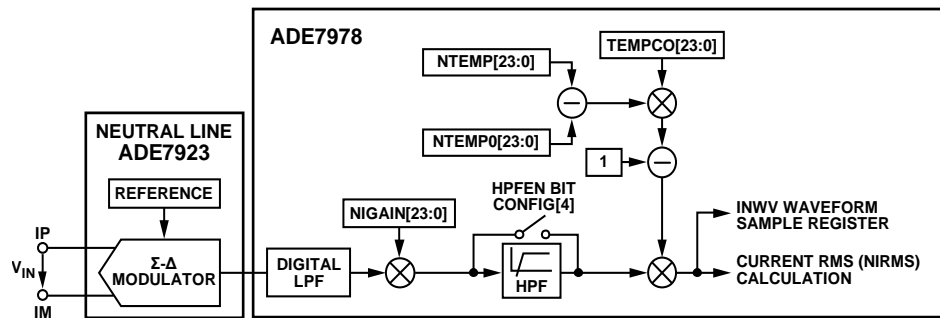 ADE7978
TEMPCO[23:0]
NTEMP[23:0]
NTEMP0[23:0]
1
NEUTRAL LINE
ADE7923
REFERENCE
IP
V_IN
IM
Σ-Δ
MODULATOR
DIGITAL
LPF
NIGAIN[23:0]
HPFEN BIT
CONFIG[4]
HPF
INWV WAVEFORM
SAMPLE REGISTER
CURRENT RMS (NIRMS)
CALCULATION